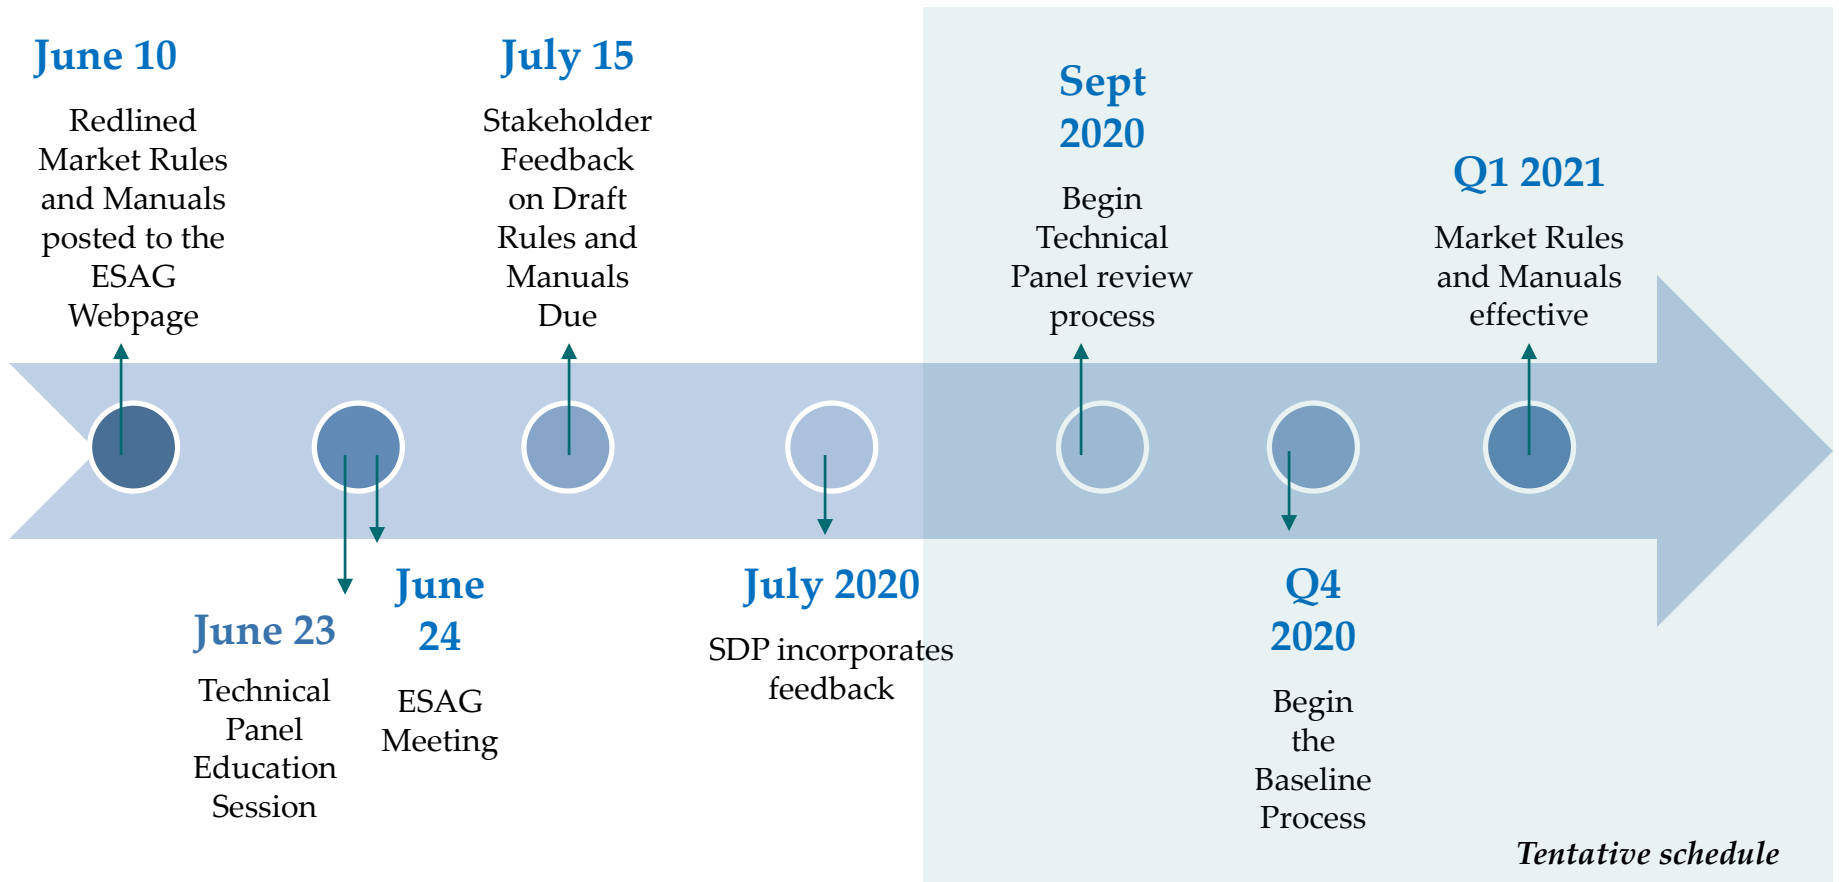 June 10
Redlined
Market Rules
and Manuals
posted to the
ESAG
Webpage
June 23
Technical
Panel
Education
Session
June
24
ESAG
Meeting
July 15
Stakeholder
Feedback
on Draft
Rules and
Manuals
Due
July 2020
SDP incorporates
feedback
Sept
2020
Begin
Technical
Panel review
process
Q4
2020
Begin
the
Baseline
Process
Q1 2021
Market Rules
and Manuals
effective
Tentative schedule